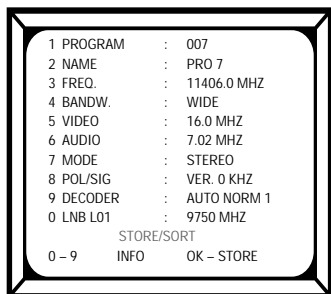 1 PROGRAM : 007
2 NAME : PRO 7
3 FREQ. : 11406.0 MHZ
4 BANDW. : WIDE
5 VIDEO : 16.0 MHZ
6 AUDIO : 7.02 MHZ
7 MODE : STEREO
8 POL/SIG : VER. 0 KHZ
9 DECODER : AUTO NORM 1
0 LNB L01 : 9750 MHZ
STORE/SORT
0 – 9 INFO OK – STORE